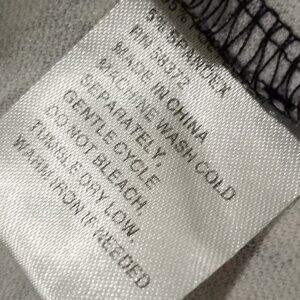 5% SPANDEX
RN 58372
MADE IN CHINA
MACHINE WASH COLD
SEPARATELY,
GENTLE CYCLE
DO NOT BLEACH,
TUMBLE DRY LOW,
WARM IRON IF NEEDED